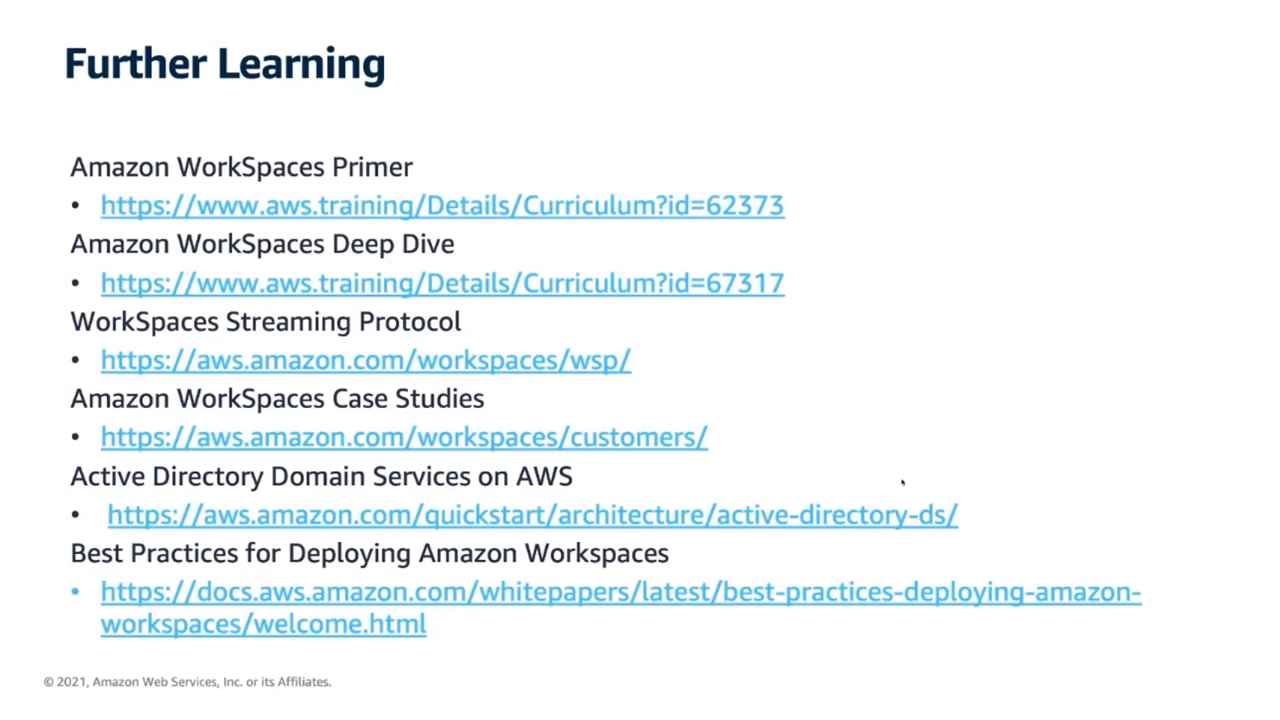 Further Learning
Amazon WorkSpaces Primer
• https://www.aws.training/Details/Curriculum?id=62373
Amazon WorkSpaces Deep Dive
• https://www.aws.training/Details/Curriculum?id=67317
WorkSpaces Streaming Protocol
• https://aws.amazon.com/workspaces/wsp/
Amazon WorkSpaces Case Studies
• https://aws.amazon.com/workspaces/customers/
Active Directory Domain Services on AWS
• https://aws.amazon.com/quickstart/architecture/active-directory-ds/
Best Practices for Deploying Amazon Workspaces
• https://docs.aws.amazon.com/whitepapers/latest/best-practices-deploying-amazon-
workspaces/welcome.html
© 2021, Amazon Web Services, Inc. or its Affiliates.